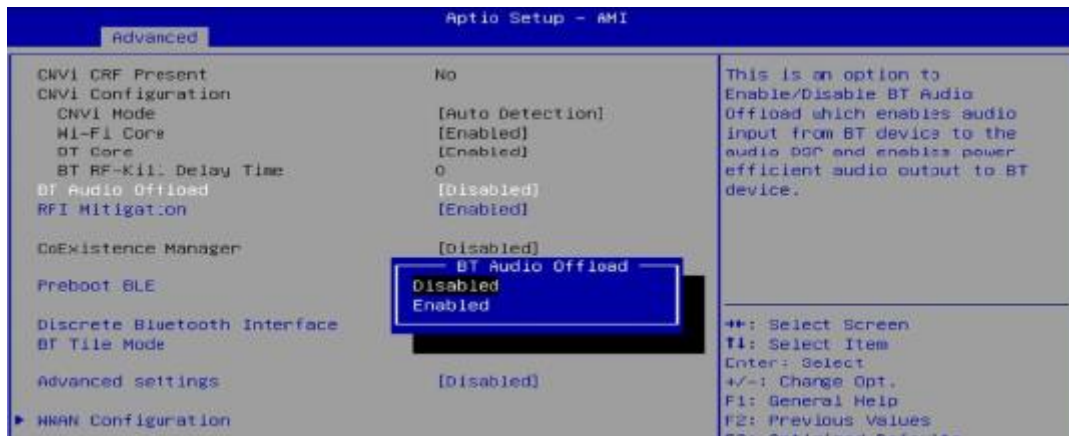 Aptio Setup - AMI
Advanced
CNVi CRF Present No
CNVi Configuration
CNVi Mode [Auto Detection]
Wi-Fi Core [Enabled]
BT Core [Enabled]
BT RF-Kill Delay Time 0
BT Audio Offload [Disabled]
RFI Mitigation [Enabled]
CoExistence Manager [Disabled]
Preboot BLE
Discrete Bluetooth Interface
BT Tile Mode
Advanced settings [Disabled]
WWAN Configuration
BT Audio Offload
Disabled
Enabled
This is an option to
Enable/Disable BT Audio
Offload which enables audio
input from BT device to the
audio DSP and enables power
efficient audio output to BT
device.
→←: Select Screen
↑↓: Select Item
Enter: Select
+/-: Change Opt.
F1: General Help
F2: Previous Values